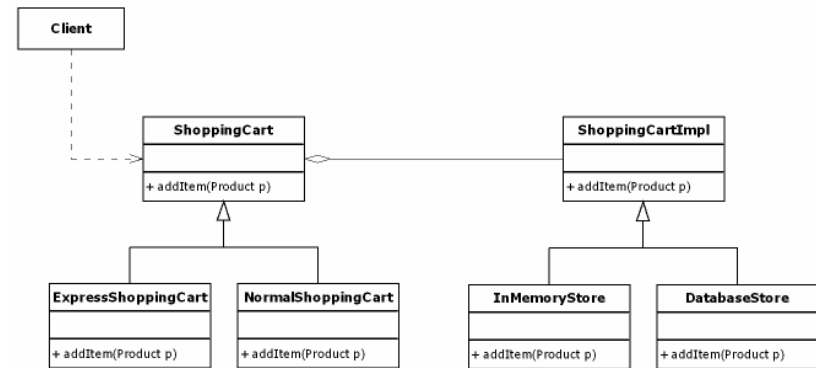 Client
ShoppingCart
ShoppingCartImpl
+ addItem(Product p)
+ addItem(Product p)
ExpressShoppingCart
NormalShoppingCart
InMemoryStore
DatabaseStore
+ addItem(Product p)
+ addItem(Product p)
+ addItem(Product p)
+ addItem(Product p)